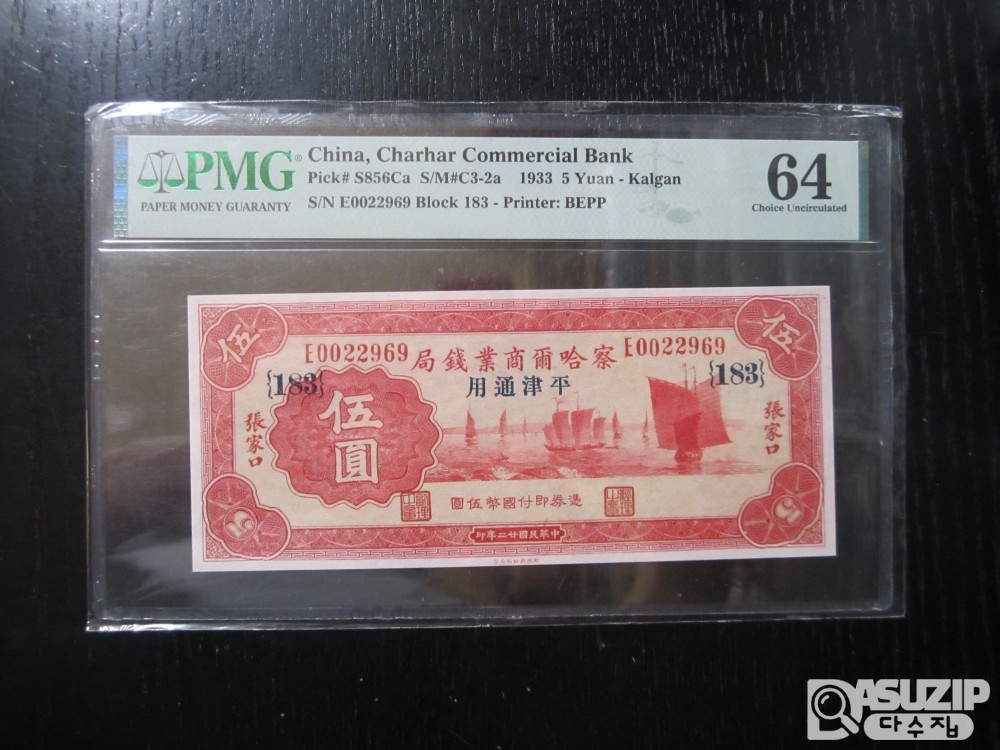 PMG®
PAPER MONEY GUARANTY
China, Charhar Commercial Bank
Pick# S856Ca S/M#C3-2a 1933 5 Yuan - Kalgan
S/N E0022969 Block 183 - Printer: BEPP
64
Choice Uncirculated
伍
伍
E0022969
E0022969
局錢業商爾哈察
用通津平
{183}
{183}
張家口
張家口
伍圓
圓伍幣國付即券憑
印年二廿國民華中
5
5
ASUZIP
다수집